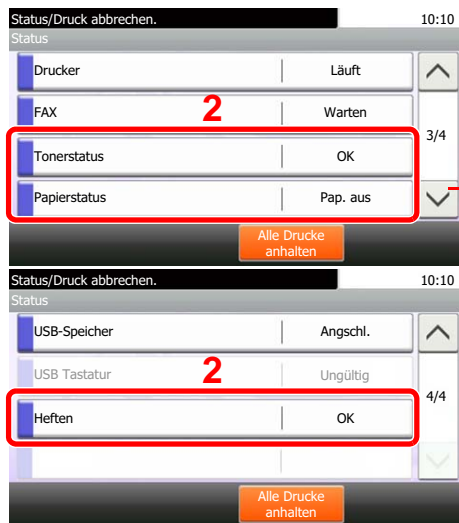 Status/Druck abbrechen. 10:10
Status
Drucker Läuft
FAX 2 Warten
3/4
Tonerstatus OK
Papierstatus Pap. aus
Alle Drucke
anhalten
Status/Druck abbrechen. 10:10
Status
USB-Speicher Angschl.
USB Tastatur 2 Ungültig
4/4
Heften OK
Alle Drucke
anhalten